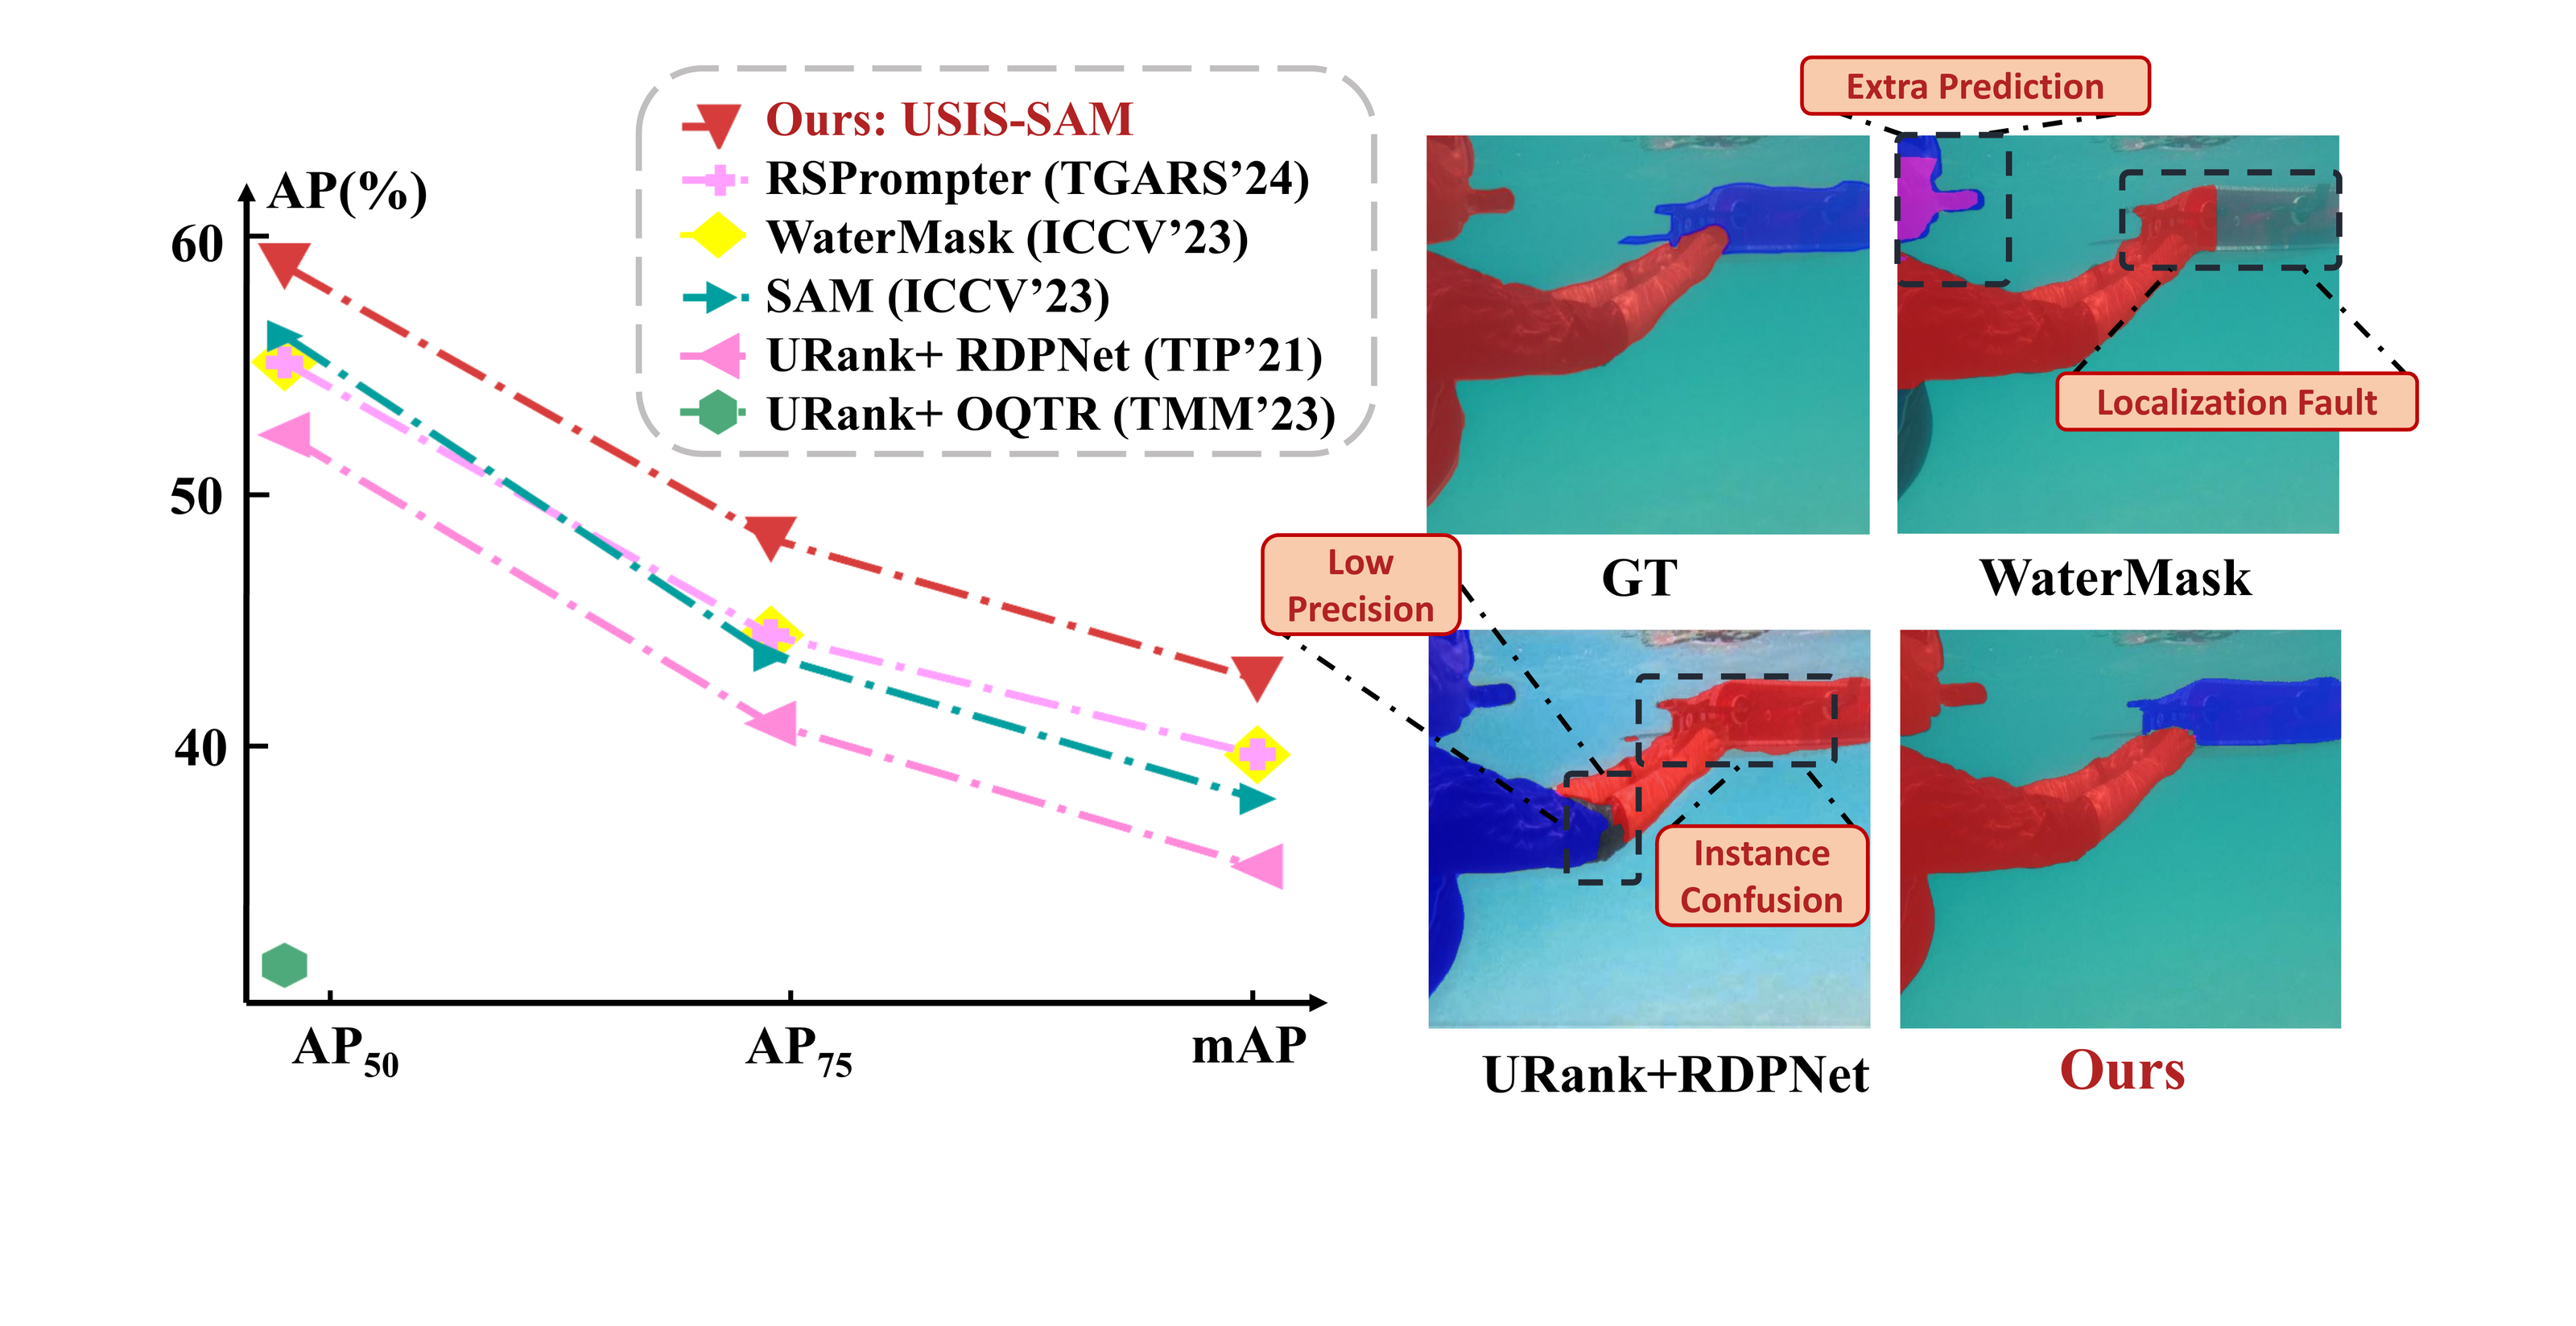 Ours: USIS-SAM
RSPrompter (TGARS’24)
WaterMask (ICCV’23)
SAM (ICCV’23)
URank+ RDPNet (TIP’21)
URank+ OQTR (TMM’23)
AP(%)
60
50
40
AP50
AP75
mAP
Extra Prediction
Localization Fault
GT
WaterMask
Low
Precision
Instance
Confusion
URank+RDPNet
Ours